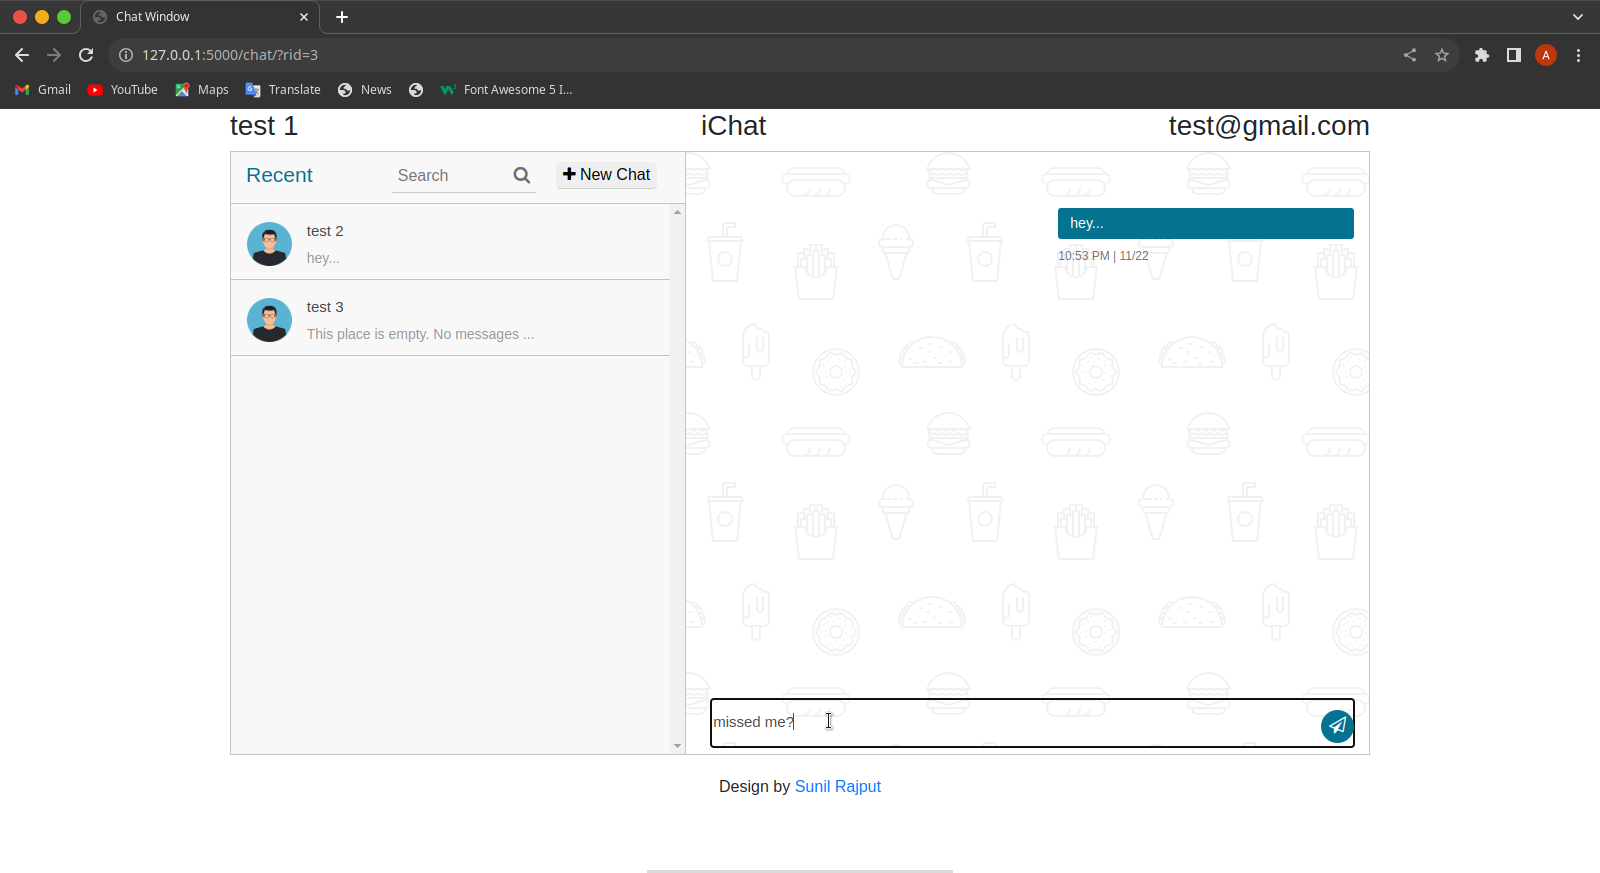 Chat Window
127.0.0.1:5000/chat/?rid=3
A
Gmail YouTube Maps Translate News Font Awesome 5 I...
test 1 iChat test@gmail.com
Recent Search New Chat
test 2
hey...
test 3
This place is empty. No messages ...
hey...
10:53 PM | 11/22
missed me?
Design by Sunil Rajput